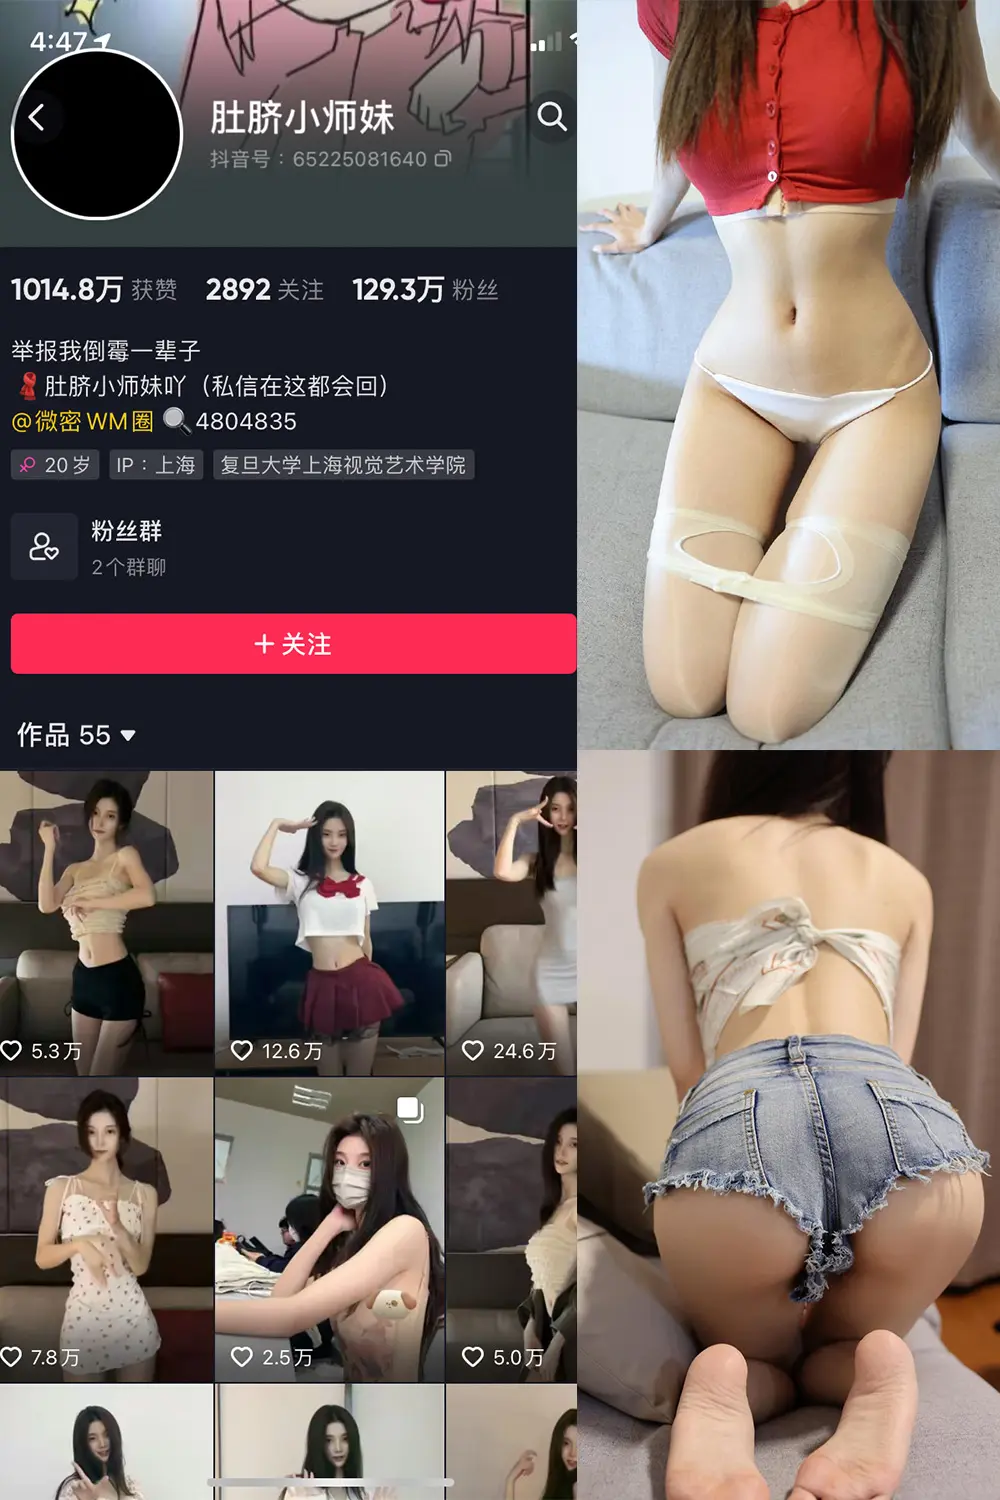 4:47
肚脐小师妹
抖音号：65225081640
1014.8万 获赞 2892 关注 129.3万 粉丝
举报我倒霉一辈子
肚脐小师妹吖（私信在这都会回）
@微密 WM 圈 🔍 4804835
20岁 IP：上海 复旦大学上海视觉艺术学院
粉丝群
2个群聊
+ 关注
作品 55
5.3万 12.6万 24.6万
7.8万 2.5万 5.0万